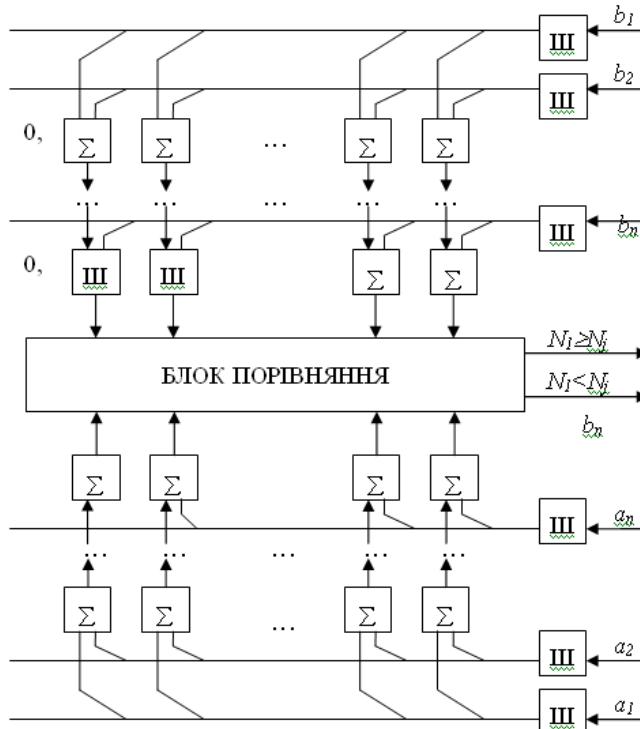 Ш b₁
Ш b₂
0, Σ Σ ... Σ Σ
... ... ...
Ш bₙ
0, Ш Ш Σ Σ
БЛОК ПОРІВНЯННЯ
N₁≥Nⱼ
N₁<Nⱼ
bₙ
Σ Σ Σ Σ
Ш aₙ
... ... ... ...
Σ Σ ... Σ Σ
Ш a₂
Ш a₁